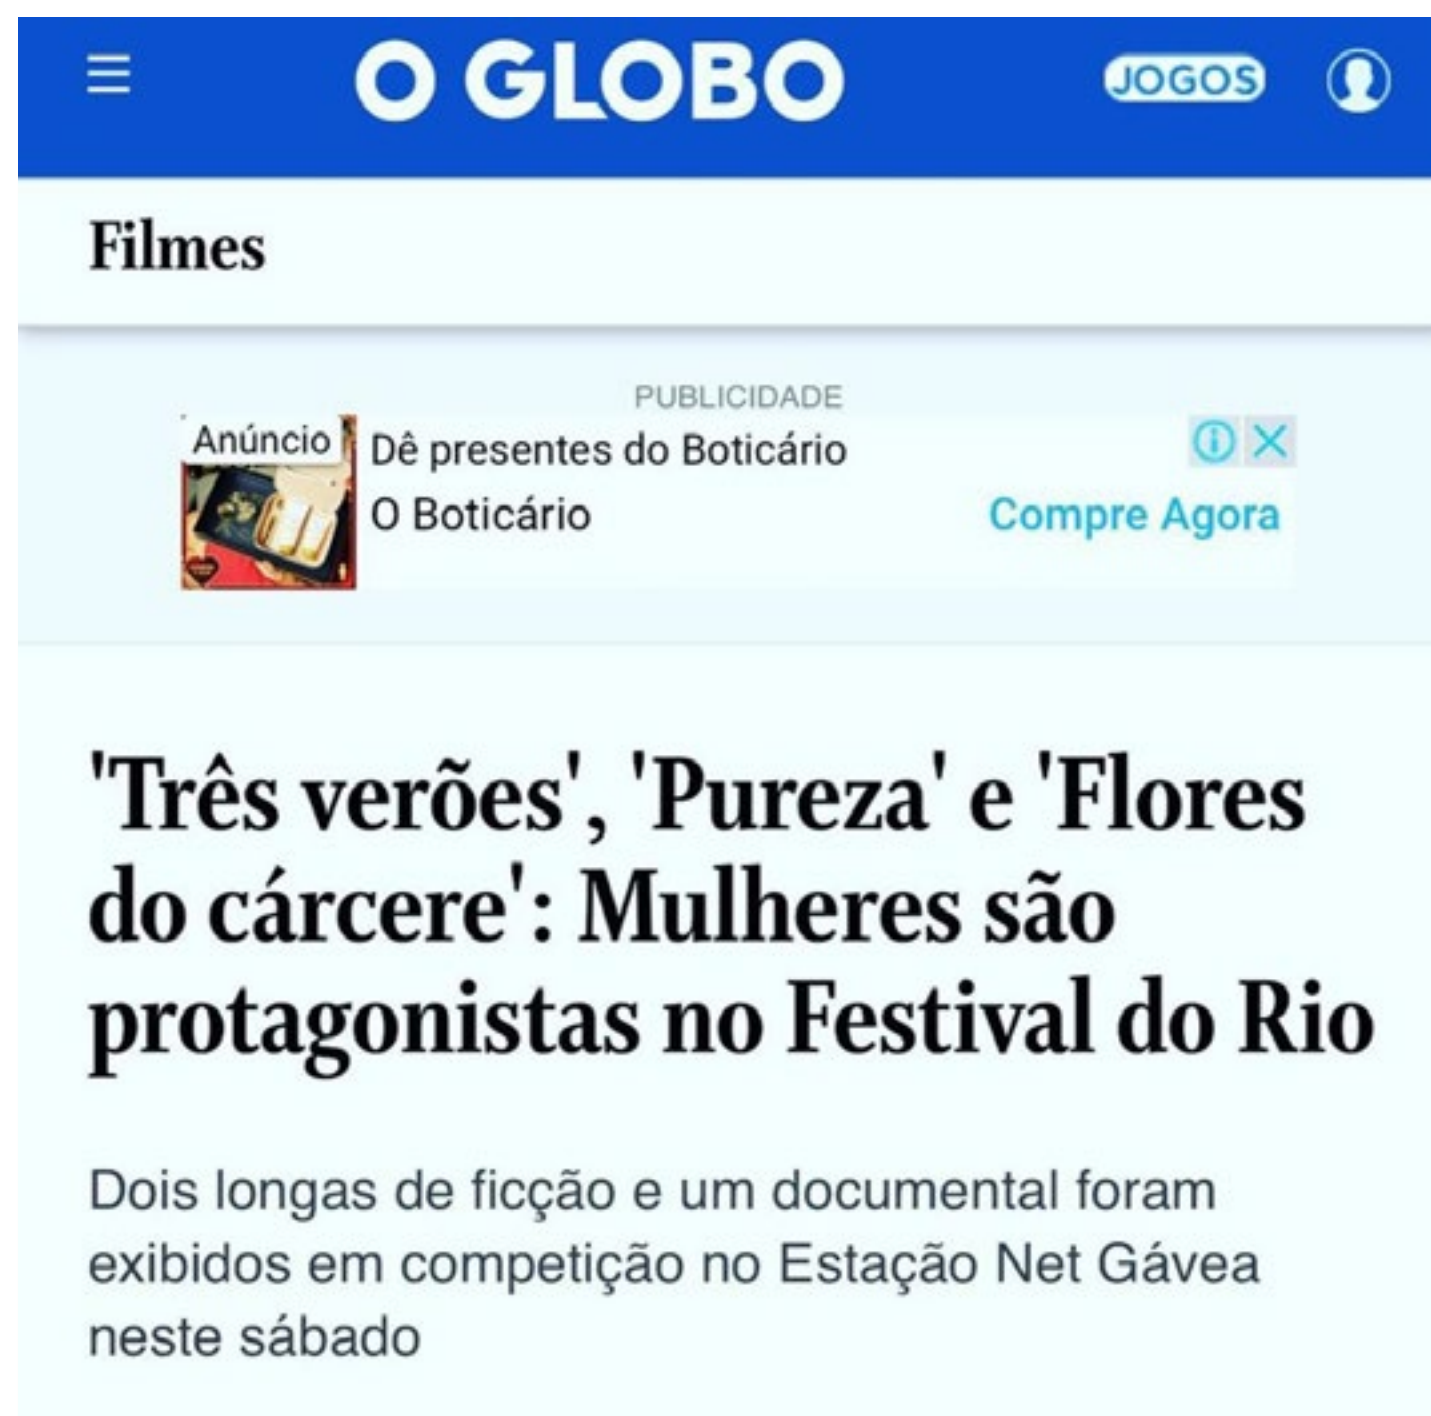 O GLOBO
JOGOS
Filmes
PUBLICIDADE
Anúncio
Dê presentes do Boticário
O Boticário
Compre Agora
'Três verões', 'Pureza' e 'Flores
do cárcere': Mulheres são
protagonistas no Festival do Rio
Dois longas de ficção e um documental foram
exibidos em competição no Estação Net Gávea
neste sábado